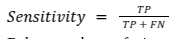 Sensitivity = TP / TP + FN